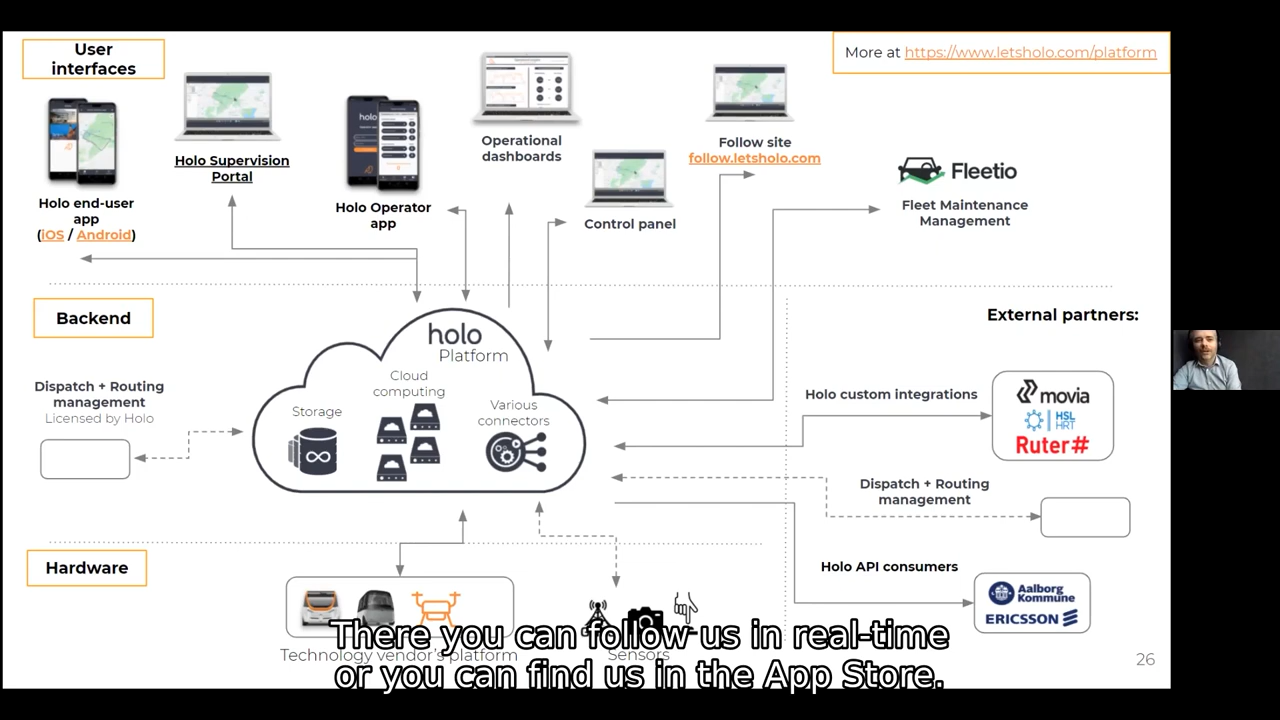 User
interfaces
More at https://www.letsholo.com/platform
Holo end-user
app
(iOS / Android)
Holo Supervision
Portal
holo
Holo Operator
app
Operational
dashboards
Control panel
Follow site
follow.letsholo.com
Fleetio
Fleet Maintenance
Management
Backend
External partners:
holo
Platform
Cloud
computing
Storage
Various
connectors
Dispatch + Routing
management
Licensed by Holo
Holo custom integrations
movia
HSL
HRT
Ruter#
Dispatch + Routing
management
Hardware
Holo API consumers
Aalborg
Kommune
ERICSSON
Technology vendor's platform
Sensors
26
There you can follow us in real-time
or you can find us in the App Store.